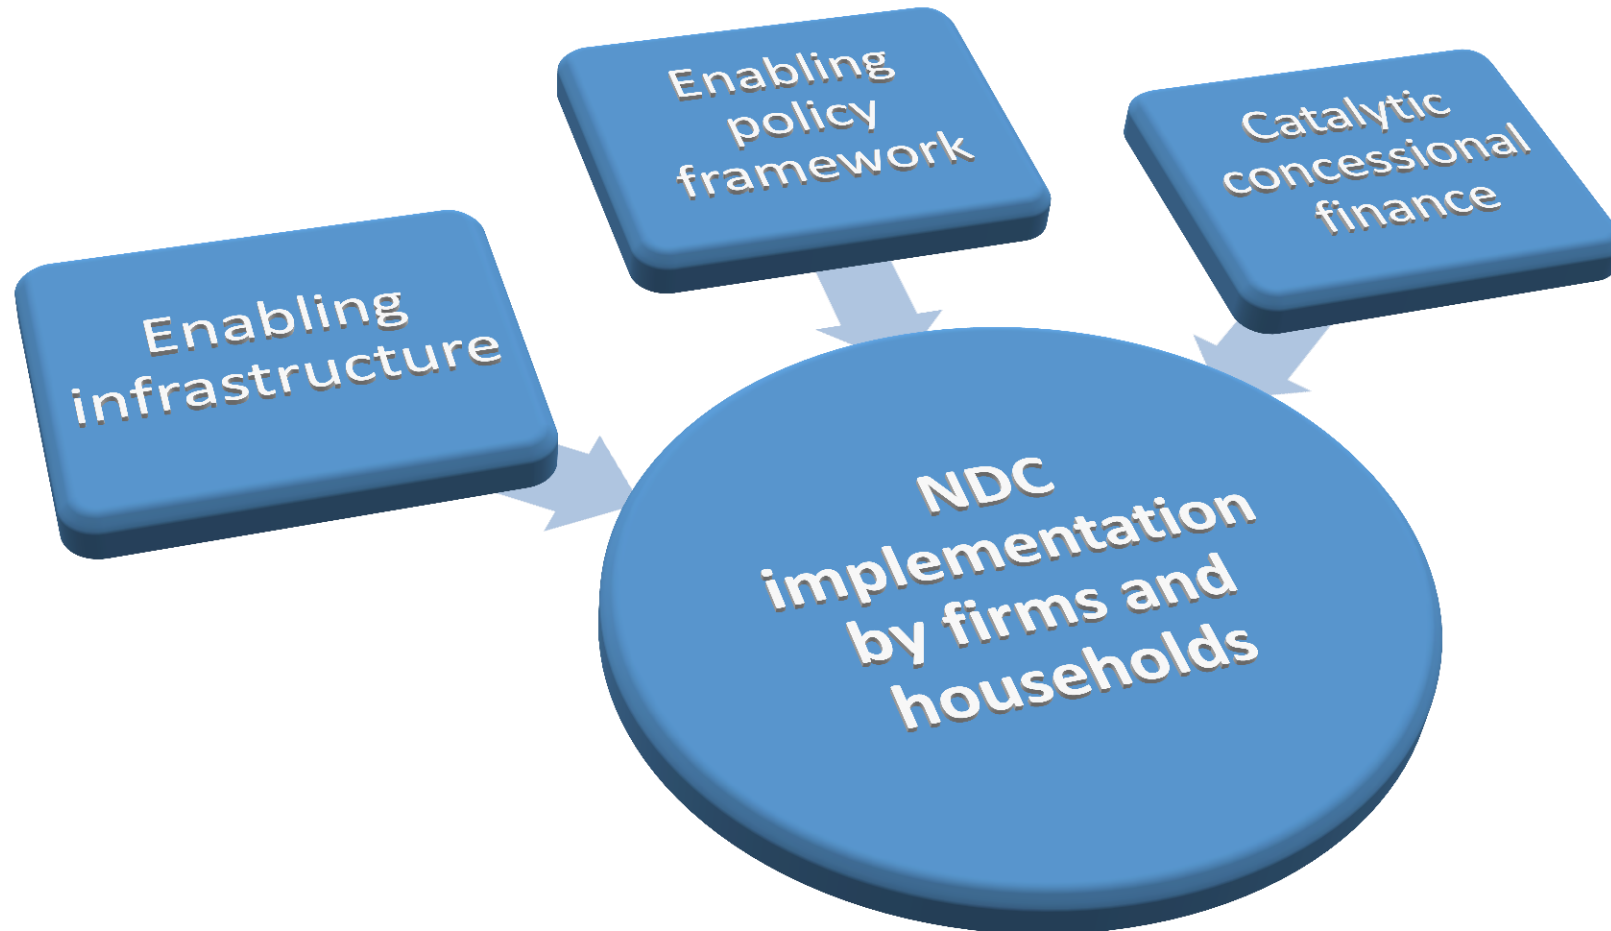 Enabling
infrastructure
Enabling
policy
framework
Catalytic
concessional
finance
NDC
implementation
by firms and
households